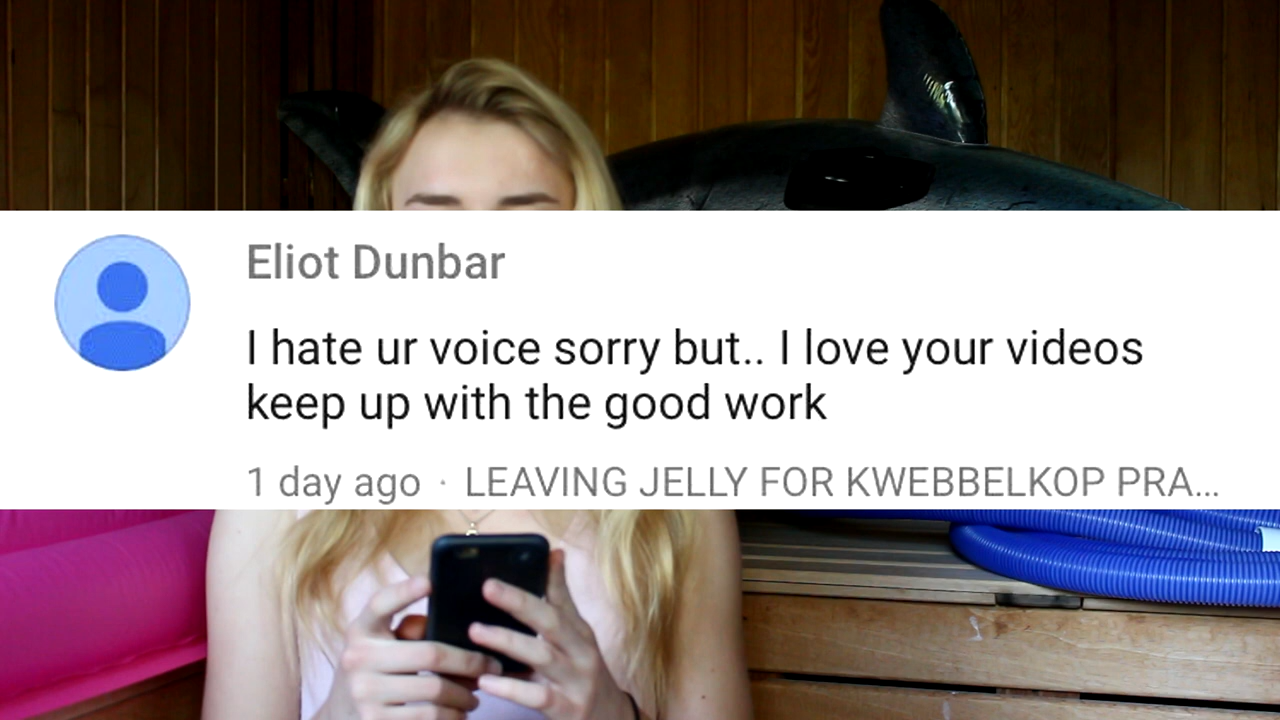 Eliot Dunbar
I hate ur voice sorry but.. I love your videos
keep up with the good work
1 day ago · LEAVING JELLY FOR KWEBBELKOP PRA...